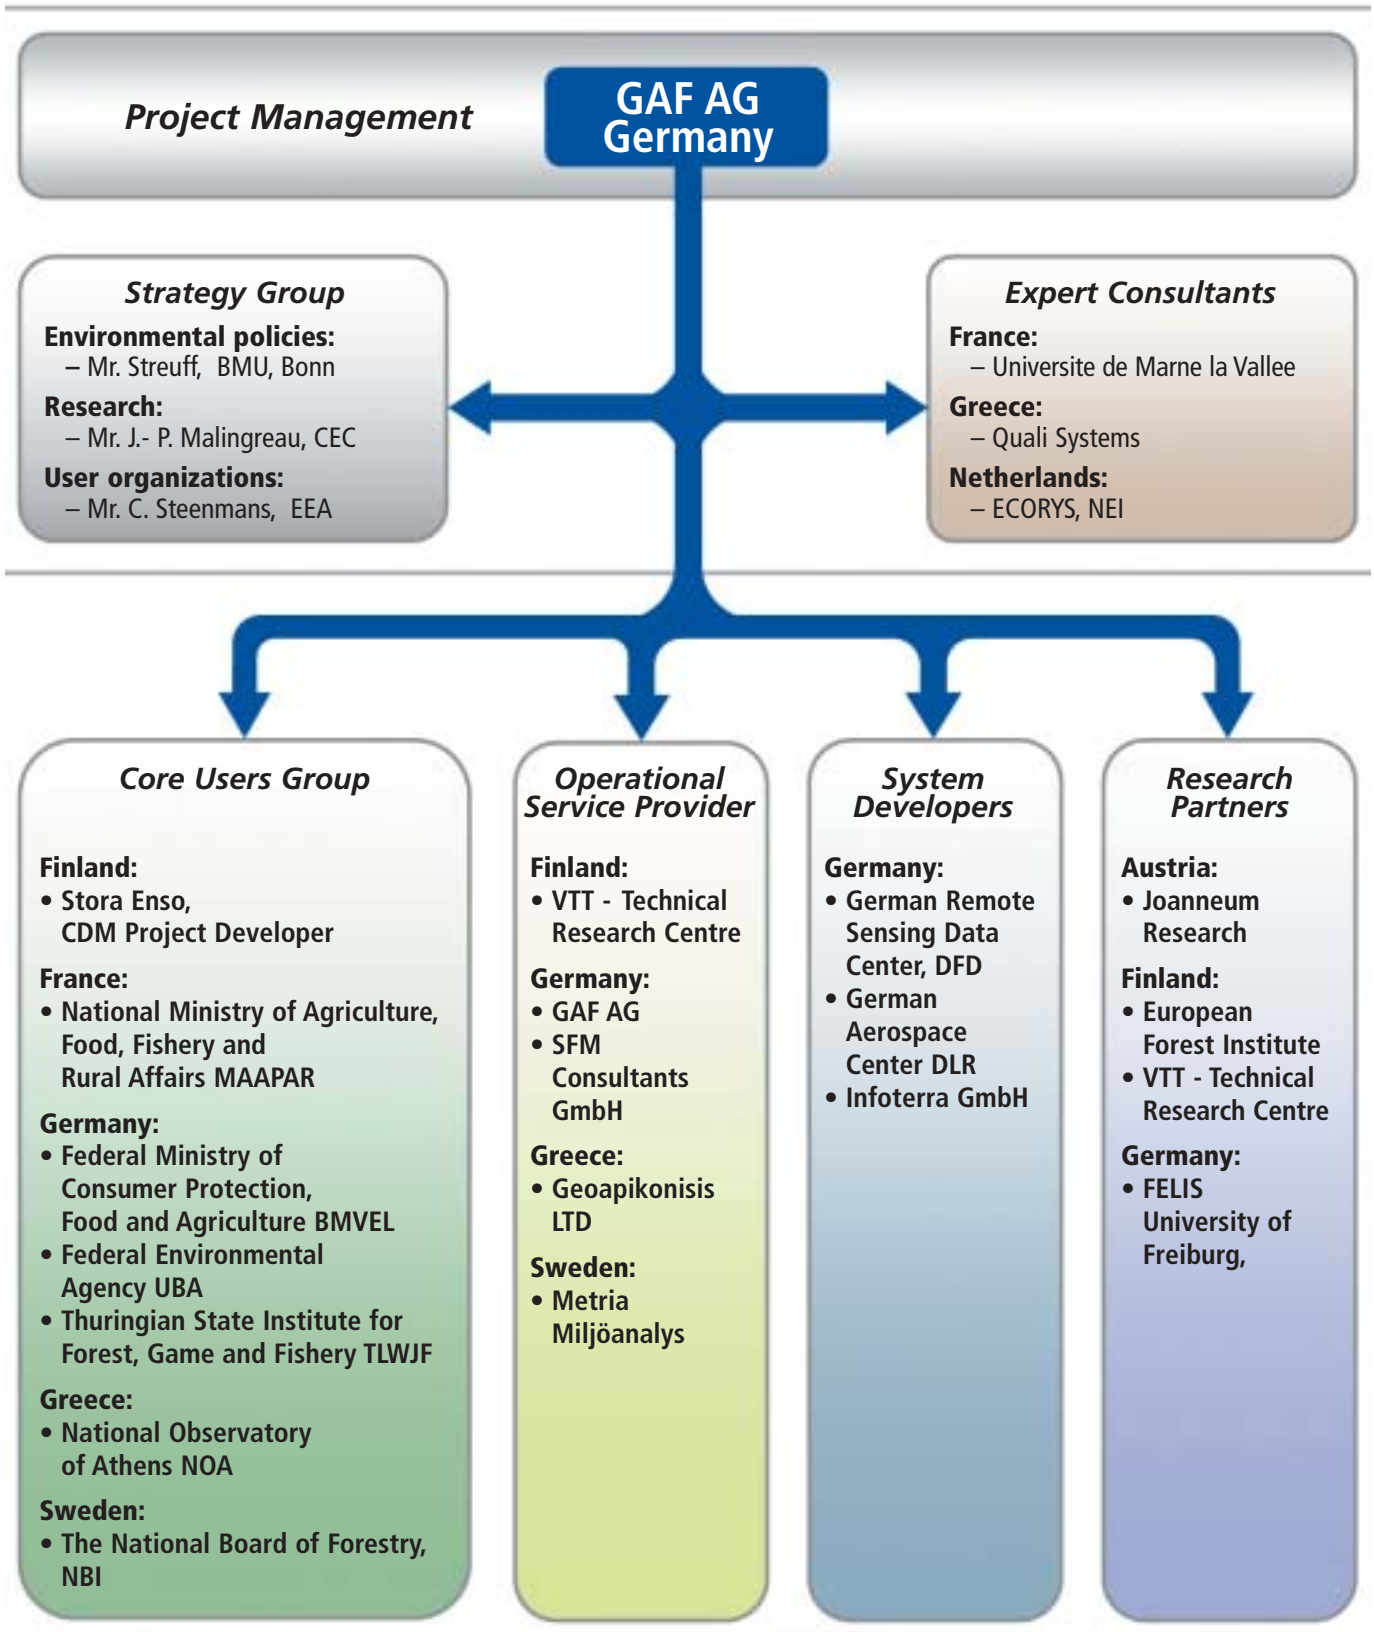 Project Management
GAF AG
Germany
Strategy Group
Environmental policies:
– Mr. Streuff, BMU, Bonn
Research:
– Mr. J.- P. Malingreau, CEC
User organizations:
– Mr. C. Steenmans, EEA
Expert Consultants
France:
– Universite de Marne la Vallee
Greece:
– Quali Systems
Netherlands:
– ECORYS, NEI
Core Users Group
Finland:
• Stora Enso,
CDM Project Developer
France:
• National Ministry of Agriculture,
Food, Fishery and
Rural Affairs MAAPAR
Germany:
• Federal Ministry of
Consumer Protection,
Food and Agriculture BMVEL
• Federal Environmental
Agency UBA
• Thuringian State Institute for
Forest, Game and Fishery TLWJF
Greece:
• National Observatory
of Athens NOA
Sweden:
• The National Board of Forestry,
NBI
Operational
Service Provider
Finland:
• VTT - Technical
Research Centre
Germany:
• GAF AG
• SFM
Consultants
GmbH
Greece:
• Geoapikonisis
LTD
Sweden:
• Metria
Miljöanalys
System
Developers
Germany:
• German Remote
Sensing Data
Center, DFD
• German
Aerospace
Center DLR
• Infoterra GmbH
Research
Partners
Austria:
• Joanneum
Research
Finland:
• European
Forest Institute
• VTT - Technical
Research Centre
Germany:
• FELIS
University of
Freiburg,